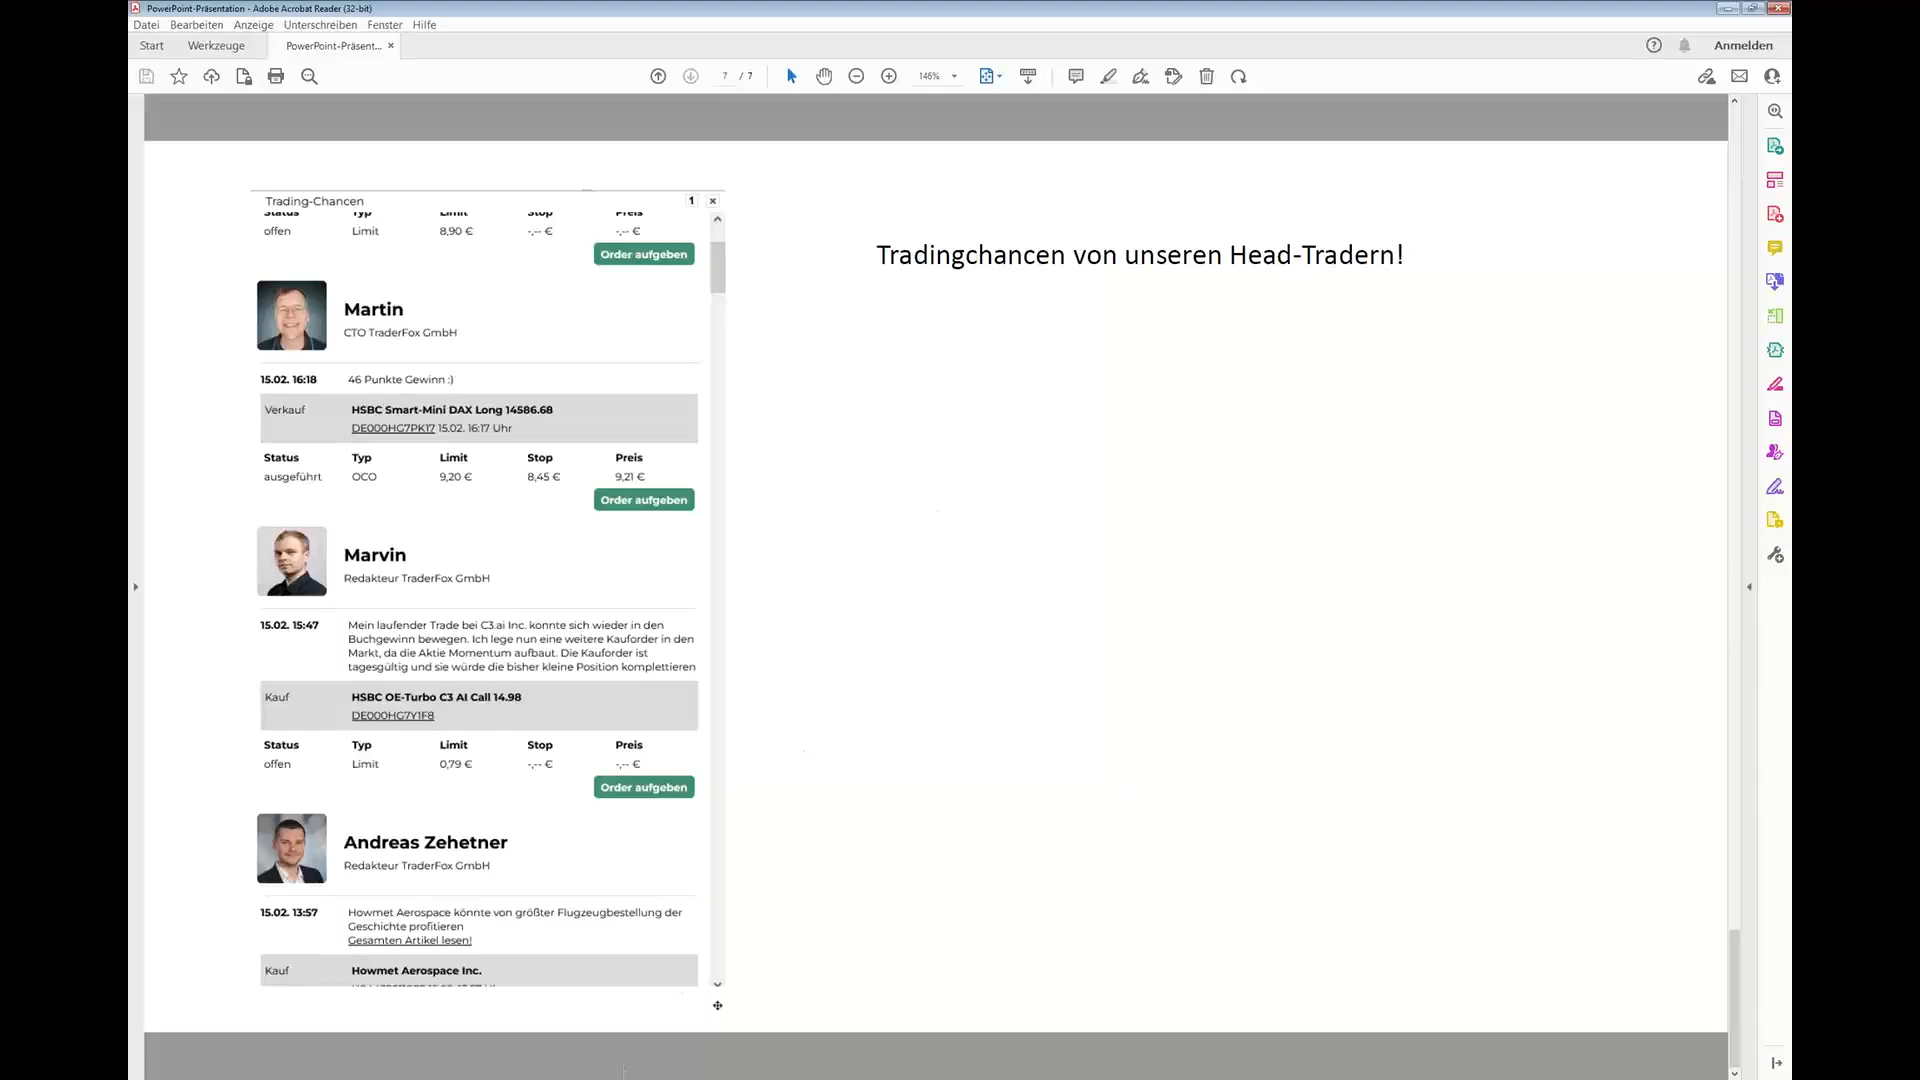 PowerPoint-Präsentation - Adobe Acrobat Reader (32-bit)
Datei Bearbeiten Anzeige Unterschreiben Fenster Hilfe
Start Werkzeuge PowerPoint-Präsent... ×
Anmelden
7 / 7 146%
Trading-Chancen 1
Status Typ Limit Stop Preis
offen Limit 8,90 € -,-- € -,-- €
Order aufgeben
Tradingchancen von unseren Head-Tradern!
Martin
CTO TraderFox GmbH
15.02. 16:18 46 Punkte Gewinn :)
Verkauf HSBC Smart-Mini DAX Long 14586.68
DE000HG7PK17 15.02. 16:17 Uhr
Status Typ Limit Stop Preis
ausgeführt OCO 9,20 € 8,45 € 9,21 €
Order aufgeben
Marvin
Redakteur TraderFox GmbH
15.02. 15:47 Mein laufender Trade bei C3.ai Inc. konnte sich wieder in den
Buchgewinn bewegen. Ich lege nun eine weitere Kauforder in den
Markt, da die Aktie Momentum aufbaut. Die Kauforder ist
tagesgültig und sie würde die bisher kleine Position komplettieren
Kauf HSBC OE-Turbo C3 AI Call 14.98
DE000HG7Y1F8
Status Typ Limit Stop Preis
offen Limit 0,79 € -,-- € -,-- €
Order aufgeben
Andreas Zehetner
Redakteur TraderFox GmbH
15.02. 13:57 Howmet Aerospace könnte von größter Flugzeugbestellung der
Geschichte profitieren
Gesamten Artikel lesen!
Kauf Howmet Aerospace Inc.